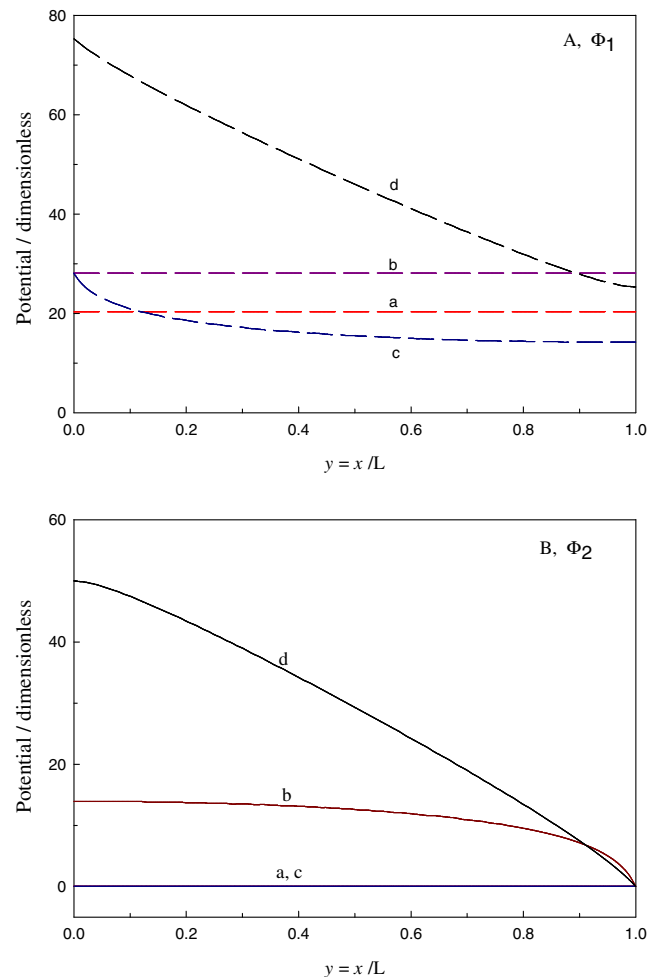 A, Φ1
80
60
40
20
0
Potential / dimensionless
d
b
a
c
0.0 0.2 0.4 0.6 0.8 1.0
y = x /L
B, Φ2
60
40
20
0
Potential / dimensionless
d
b
a, c
0.0 0.2 0.4 0.6 0.8 1.0
y = x /L